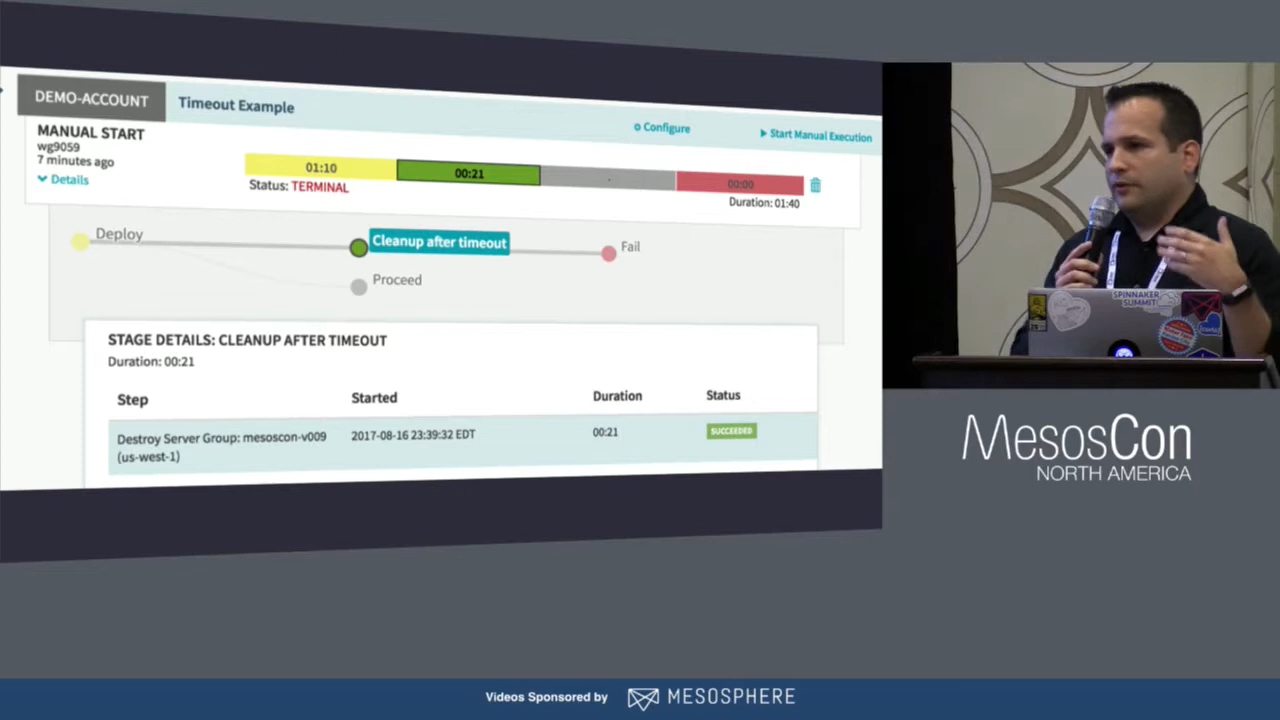 DEMO-ACCOUNT
Timeout Example
Configure
Start Manual Execution
MANUAL START
wg9059
7 minutes ago
Details
01:10
00:21
00:00
Status: TERMINAL
Duration: 01:40
Deploy
Cleanup after timeout
Fail
Proceed
STAGE DETAILS: CLEANUP AFTER TIMEOUT
Duration: 00:21
Step Started Duration Status
Destroy Server Group: mesoscon-v009 2017-08-16 23:39:32 EDT 00:21 SUCCEEDED
(us-west-1)
SPINNAKER
SUMMIT
MesosCon
NORTH AMERICA
Videos Sponsored by MESOSPHERE